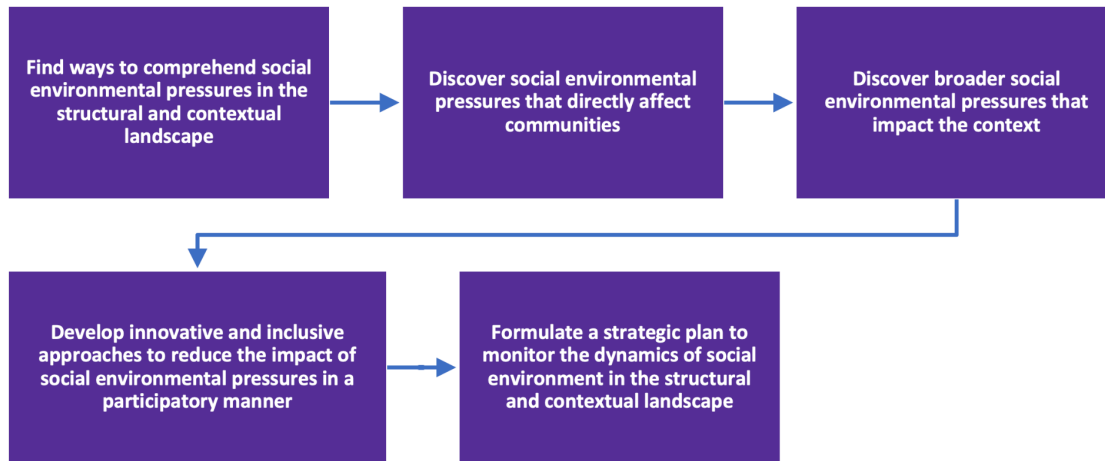 Find ways to comprehend social
environmental pressures in the
structural and contextual
landscape
Discover social environmental
pressures that directly affect
communities
Discover broader social
environmental pressures that
impact the context
Develop innovative and inclusive
approaches to reduce the impact of
social environmental pressures in a
participatory manner
Formulate a strategic plan to
monitor the dynamics of social
environment in the structural
and contextual landscape